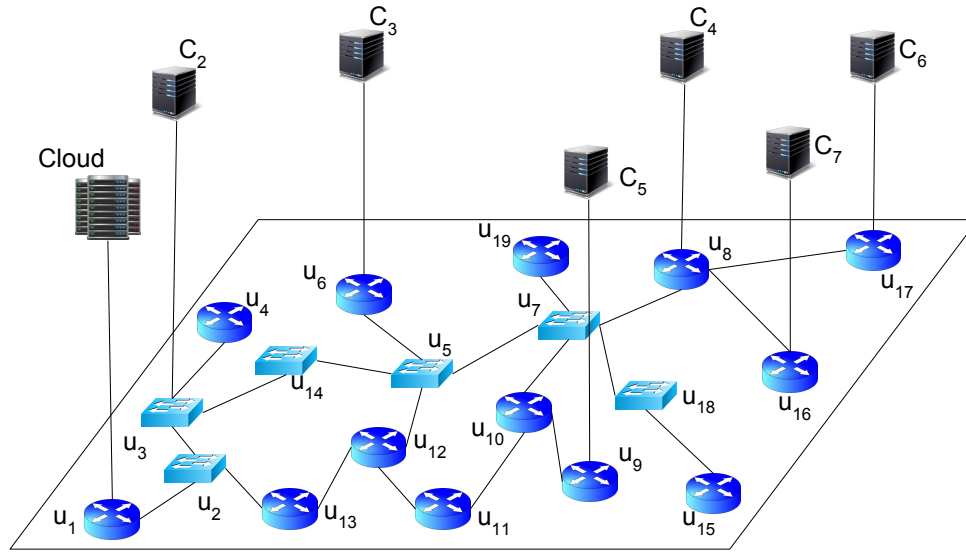 C₃
C₄
C₆
C₂
Cloud
C₇
C₅
u₁₉
u₈
u₆
u₁₇
u₄
u₇
u₅
u₁₄
u₁₈
u₁₆
u₃
u₁₂
u₁₀
u₉
u₂
u₁
u₁₃
u₁₁
u₁₅